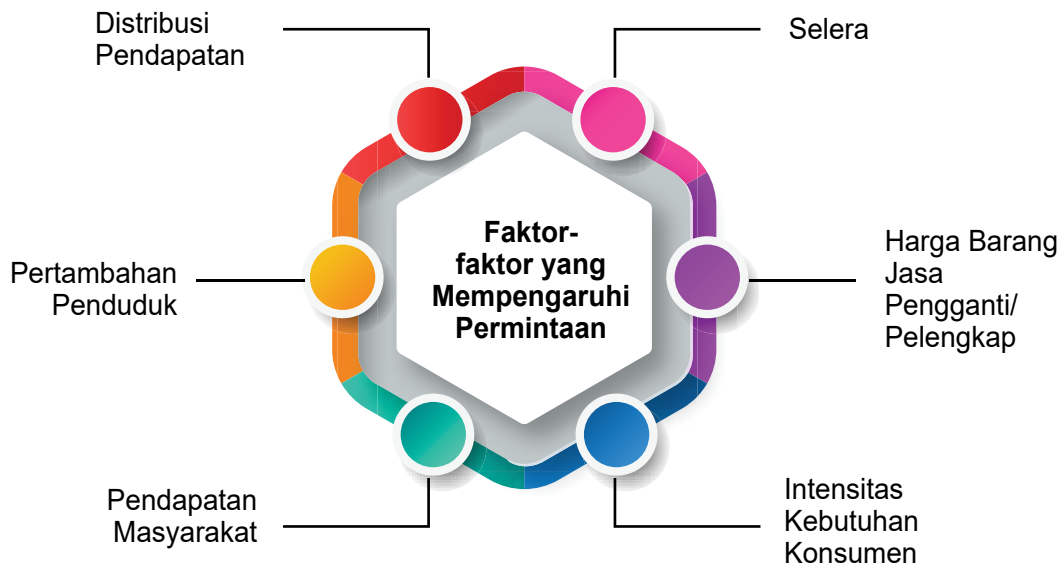 Distribusi
Pendapatan
Selera
Faktor-
faktor yang
Mempengaruhi
Permintaan
Pertambahan
Penduduk
Harga Barang
Jasa
Pengganti/
Pelengkap
Pendapatan
Masyarakat
Intensitas
Kebutuhan
Konsumen